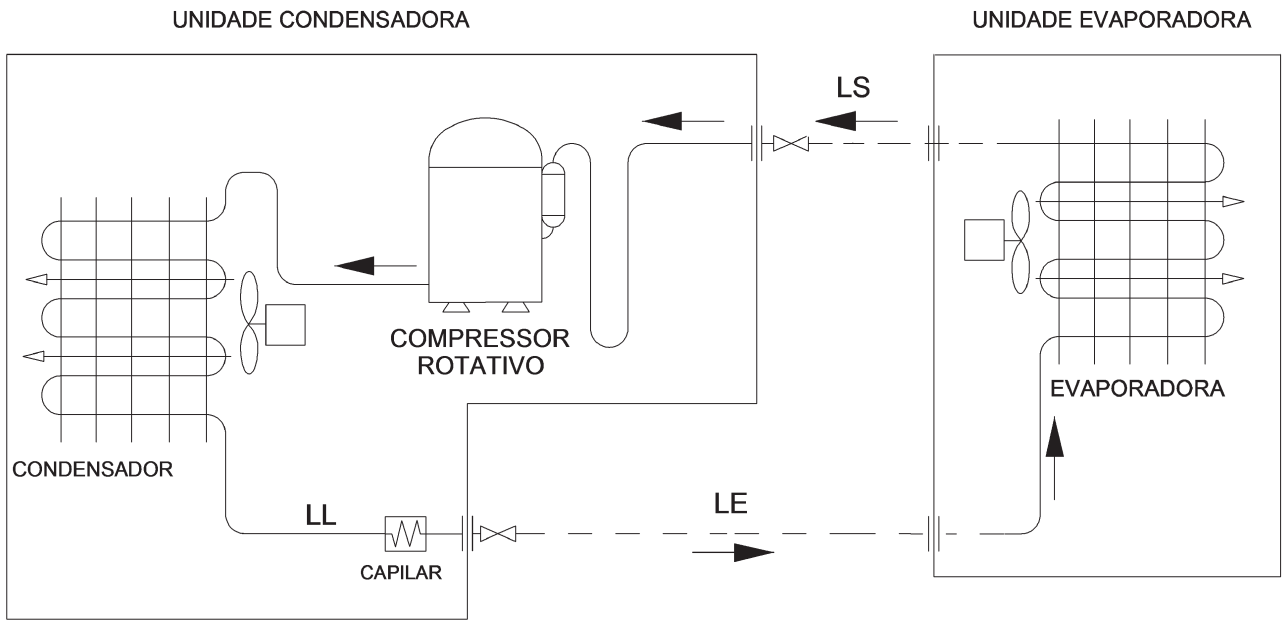 UNIDADE CONDENSADORA
UNIDADE EVAPORADORA
LS
COMPRESSOR
ROTATIVO
EVAPORADORA
CONDENSADOR
LL
LE
CAPILAR